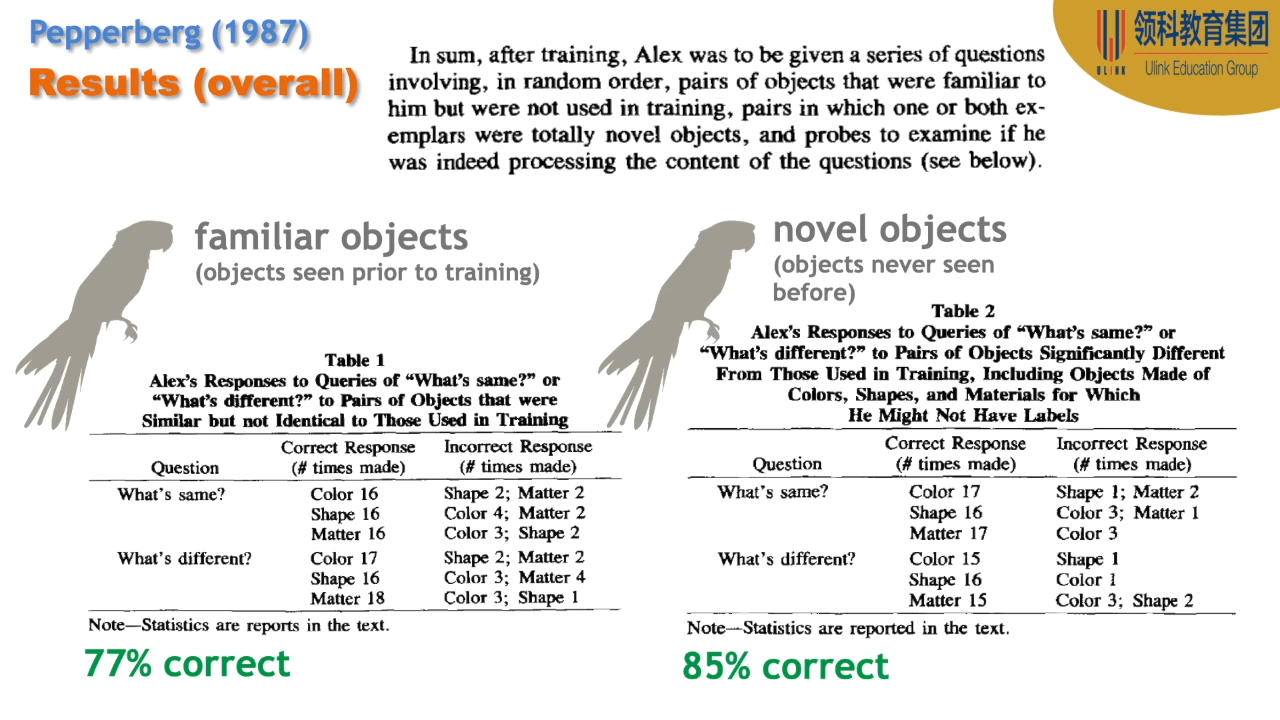 Pepperberg (1987)
Results (overall)
In sum, after training, Alex was to be given a series of questions
involving, in random order, pairs of objects that were familiar to
him but were not used in training, pairs in which one or both ex-
emplars were totally novel objects, and probes to examine if he
was indeed processing the content of the questions (see below).
领科教育集团
ULINK
Ulink Education Group
familiar objects
(objects seen prior to training)
Table 1
Alex's Responses to Queries of “What's same?” or
“What's different?” to Pairs of Objects that were
Similar but not Identical to Those Used in Training
Question Correct Response (# times made) Incorrect Response (# times made)
What's same? Color 16 Shape 2; Matter 2
Shape 16 Color 4; Matter 2
Matter 16 Color 3; Shape 2
What's different? Color 17 Shape 2; Matter 2
Shape 16 Color 3; Matter 4
Matter 18 Color 3; Shape 1
Note—Statistics are reports in the text.
77% correct
novel objects
(objects never seen
before)
Table 2
Alex's Responses to Queries of “What's same?” or
“What's different?” to Pairs of Objects Significantly Different
From Those Used in Training, Including Objects Made of
Colors, Shapes, and Materials for Which
He Might Not Have Labels
Question Correct Response (# times made) Incorrect Response (# times made)
What's same? Color 17 Shape 1; Matter 2
Shape 16 Color 3; Matter 1
Matter 17 Color 3
What's different? Color 15 Shape 1
Shape 16 Color 1
Matter 15 Color 3; Shape 2
Note—Statistics are reported in the text.
85% correct